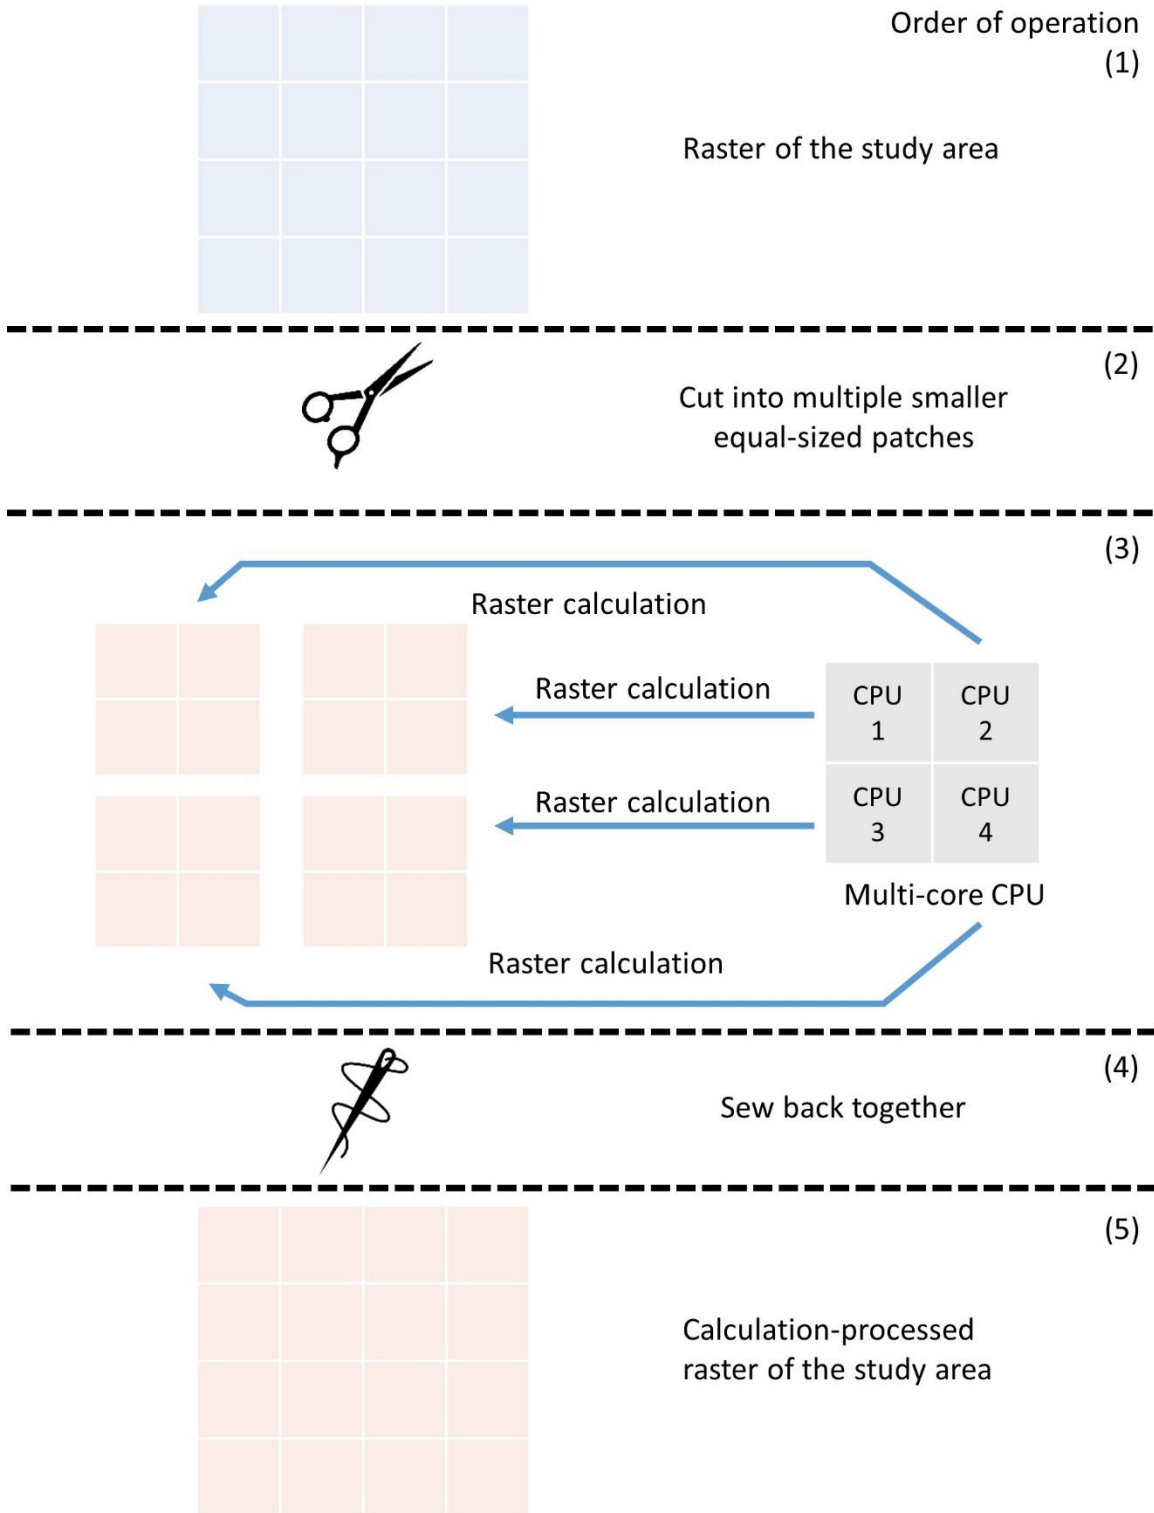 Order of operation
(1)
Raster of the study area
(2)
Cut into multiple smaller
equal-sized patches
(3)
Raster calculation
Raster calculation
CPU
1
CPU
2
Raster calculation
CPU
3
CPU
4
Multi-core CPU
Raster calculation
(4)
Sew back together
(5)
Calculation-processed
raster of the study area